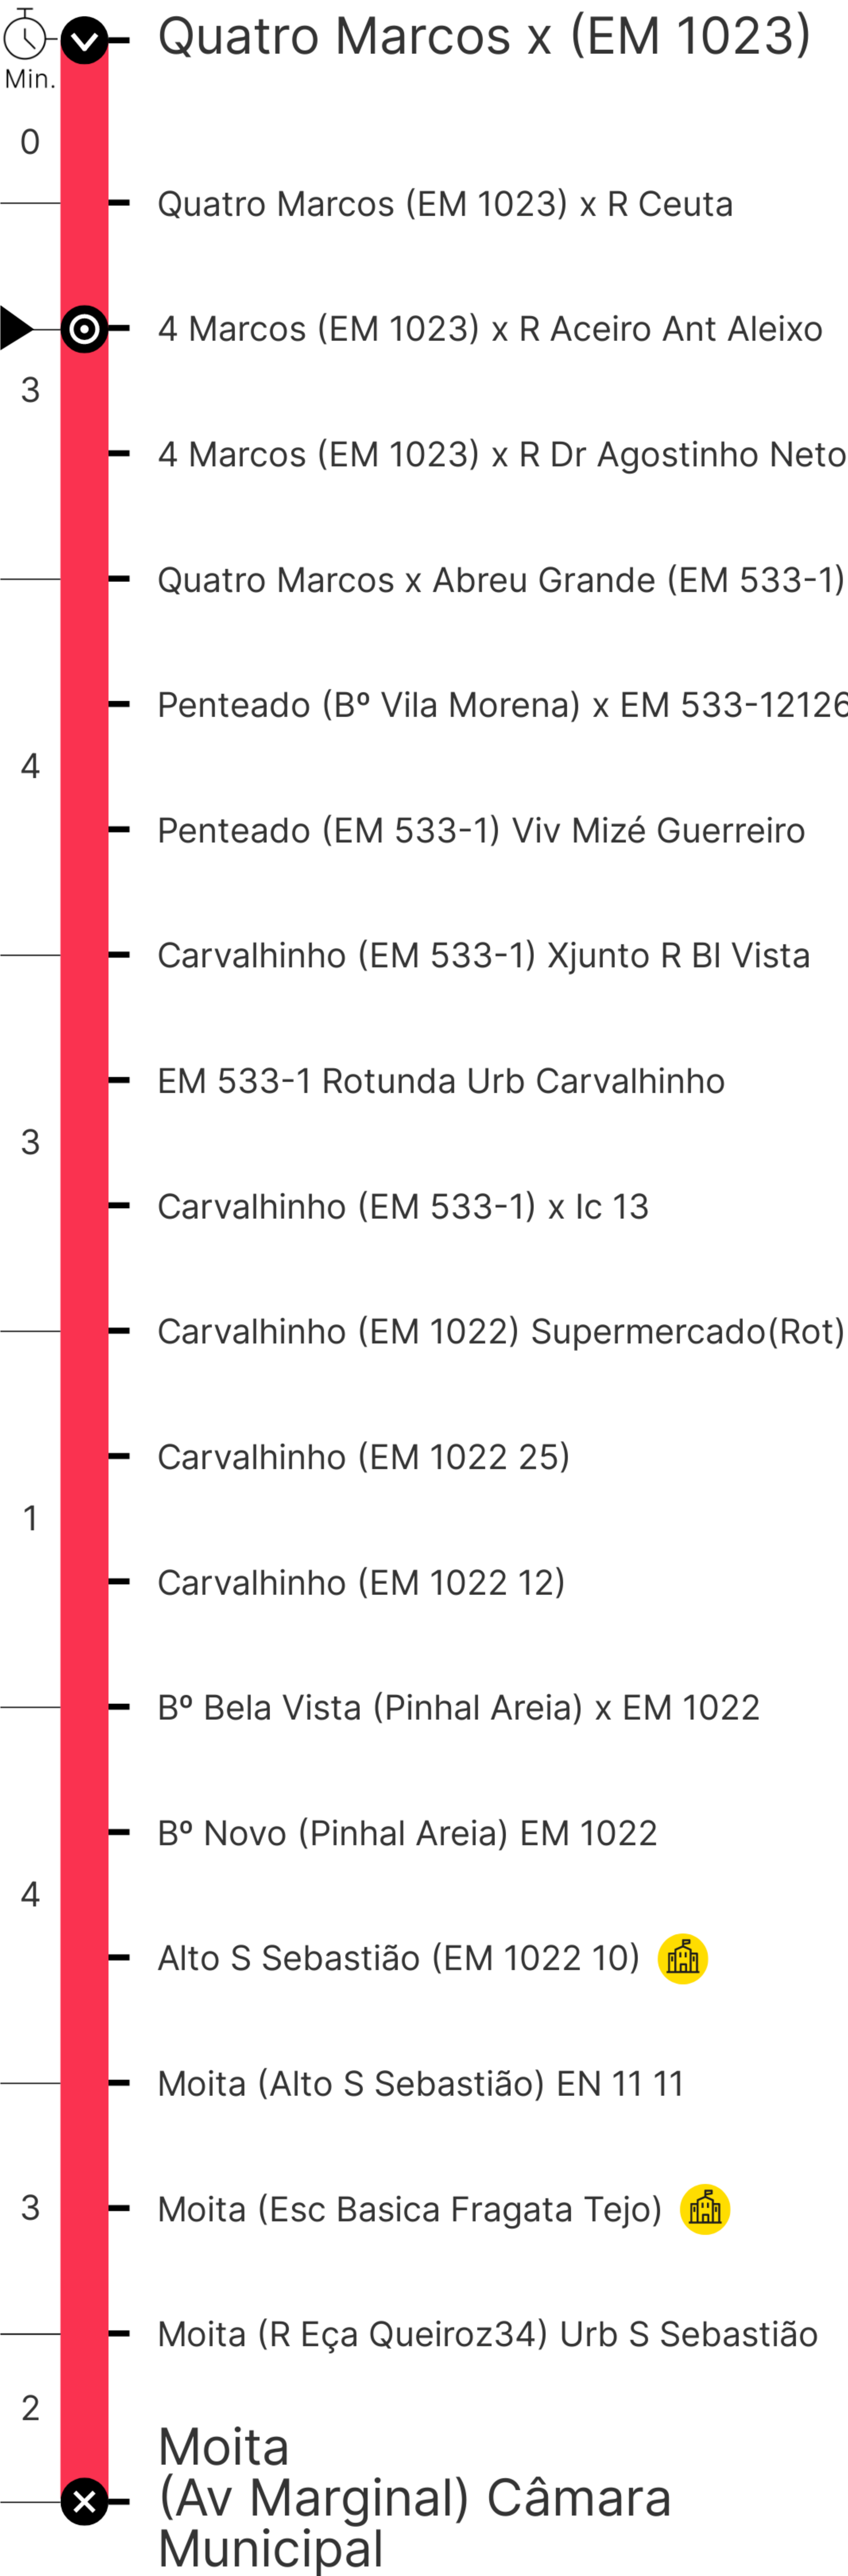 Quatro Marcos x (EM 1023)
Min.
0
Quatro Marcos (EM 1023) x R Ceuta
4 Marcos (EM 1023) x R Aceiro Ant Aleixo
3
4 Marcos (EM 1023) x R Dr Agostinho Neto
Quatro Marcos x Abreu Grande (EM 533-1)
Penteado (Bº Vila Morena) x EM 533-12126
4
Penteado (EM 533-1) Viv Mizé Guerreiro
Carvalhinho (EM 533-1) Xjunto R Bl Vista
EM 533-1 Rotunda Urb Carvalhinho
3
Carvalhinho (EM 533-1) x Ic 13
Carvalhinho (EM 1022) Supermercado(Rot)
Carvalhinho (EM 1022 25)
1
Carvalhinho (EM 1022 12)
Bº Bela Vista (Pinhal Areia) x EM 1022
Bº Novo (Pinhal Areia) EM 1022
4
Alto S Sebastião (EM 1022 10)
Moita (Alto S Sebastião) EN 11 11
3
Moita (Esc Basica Fragata Tejo)
Moita (R Eça Queiroz34) Urb S Sebastião
2
Moita
(Av Marginal) Câmara
Municipal